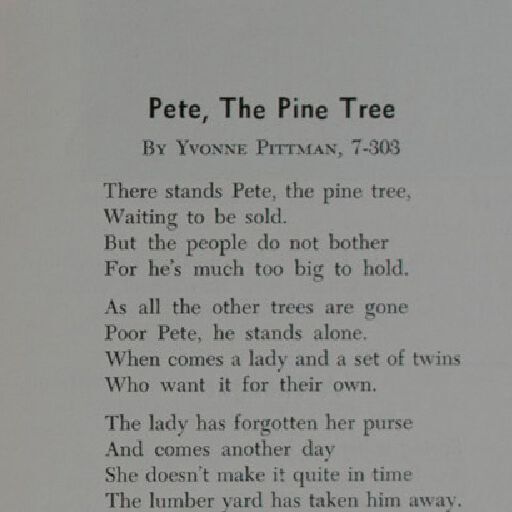 Pete, The Pine Tree
By Yvonne Pittman, 7-303
There stands Pete, the pine tree,
Waiting to be sold.
But the people do not bother
For he's much too big to hold.
As all the other trees are gone
Poor Pete, he stands alone.
When comes a lady and a set of twins
Who want it for their own.
The lady has forgotten her purse
And comes another day
She doesn't make it quite in time
The lumber yard has taken him away.